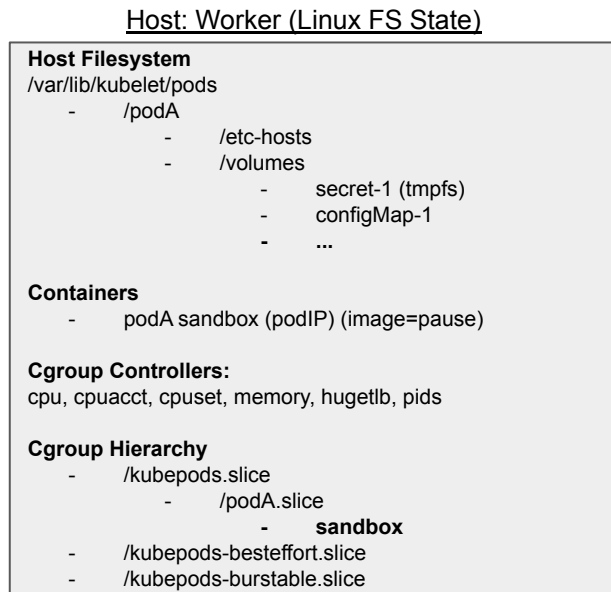 Host: Worker (Linux FS State)
Host Filesystem
/var/lib/kubelet/pods
- /podA
- /etc-hosts
- /volumes
- secret-1 (tmpfs)
- configMap-1
- ...
Containers
- podA sandbox (podIP) (image=pause)
Cgroup Controllers:
cpu, cpuacct, cpuset, memory, hugetlb, pids
Cgroup Hierarchy
- /kubepods.slice
- /podA.slice
- sandbox
- /kubepods-besteffort.slice
- /kubepods-burstable.slice